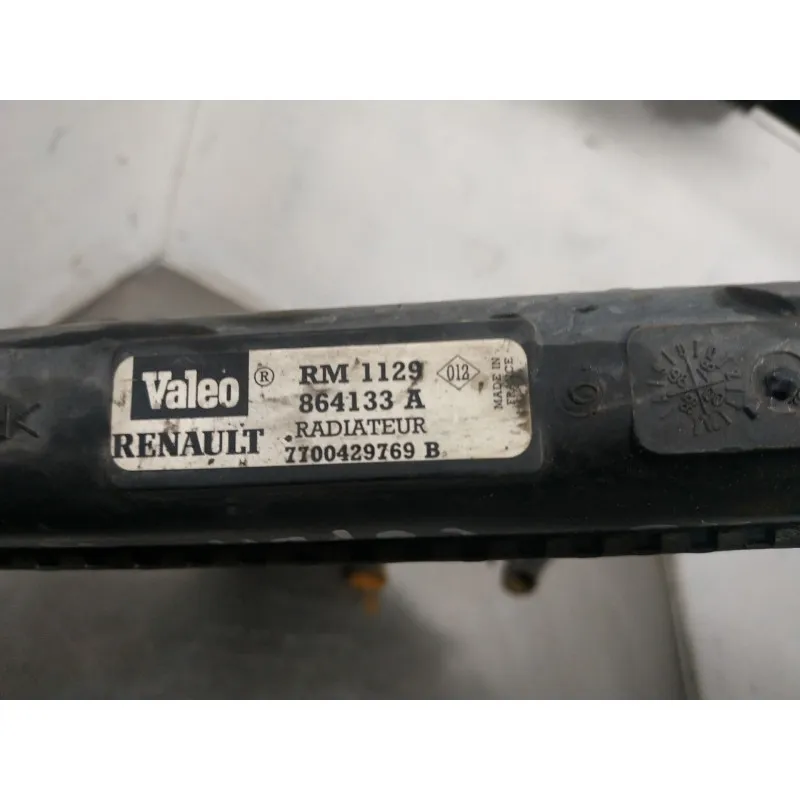 Valeo ® RM 1129 012
864133 A
RENAULT RADIATEUR
7700429769 B
MADE IN
FRANCE